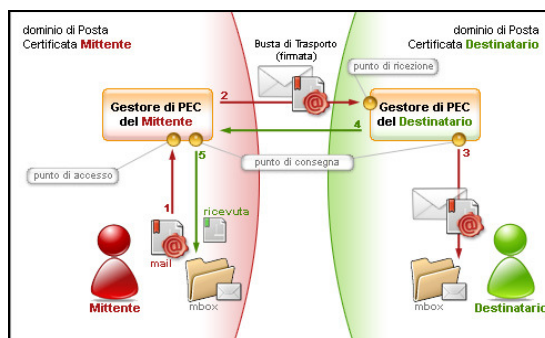 dominio di Posta
Certificata Mittente
dominio di Posta
Certificata Destinatario
Busta di Trasporto
(firmata)
punto di ricezione
2
Gestore di PEC
del Mittente
Gestore di PEC
del Destinatario
4
5
3
punto di consegna
punto di accesso
1
ricevuta
mail
Mittente
mbox
mbox
Destinatario